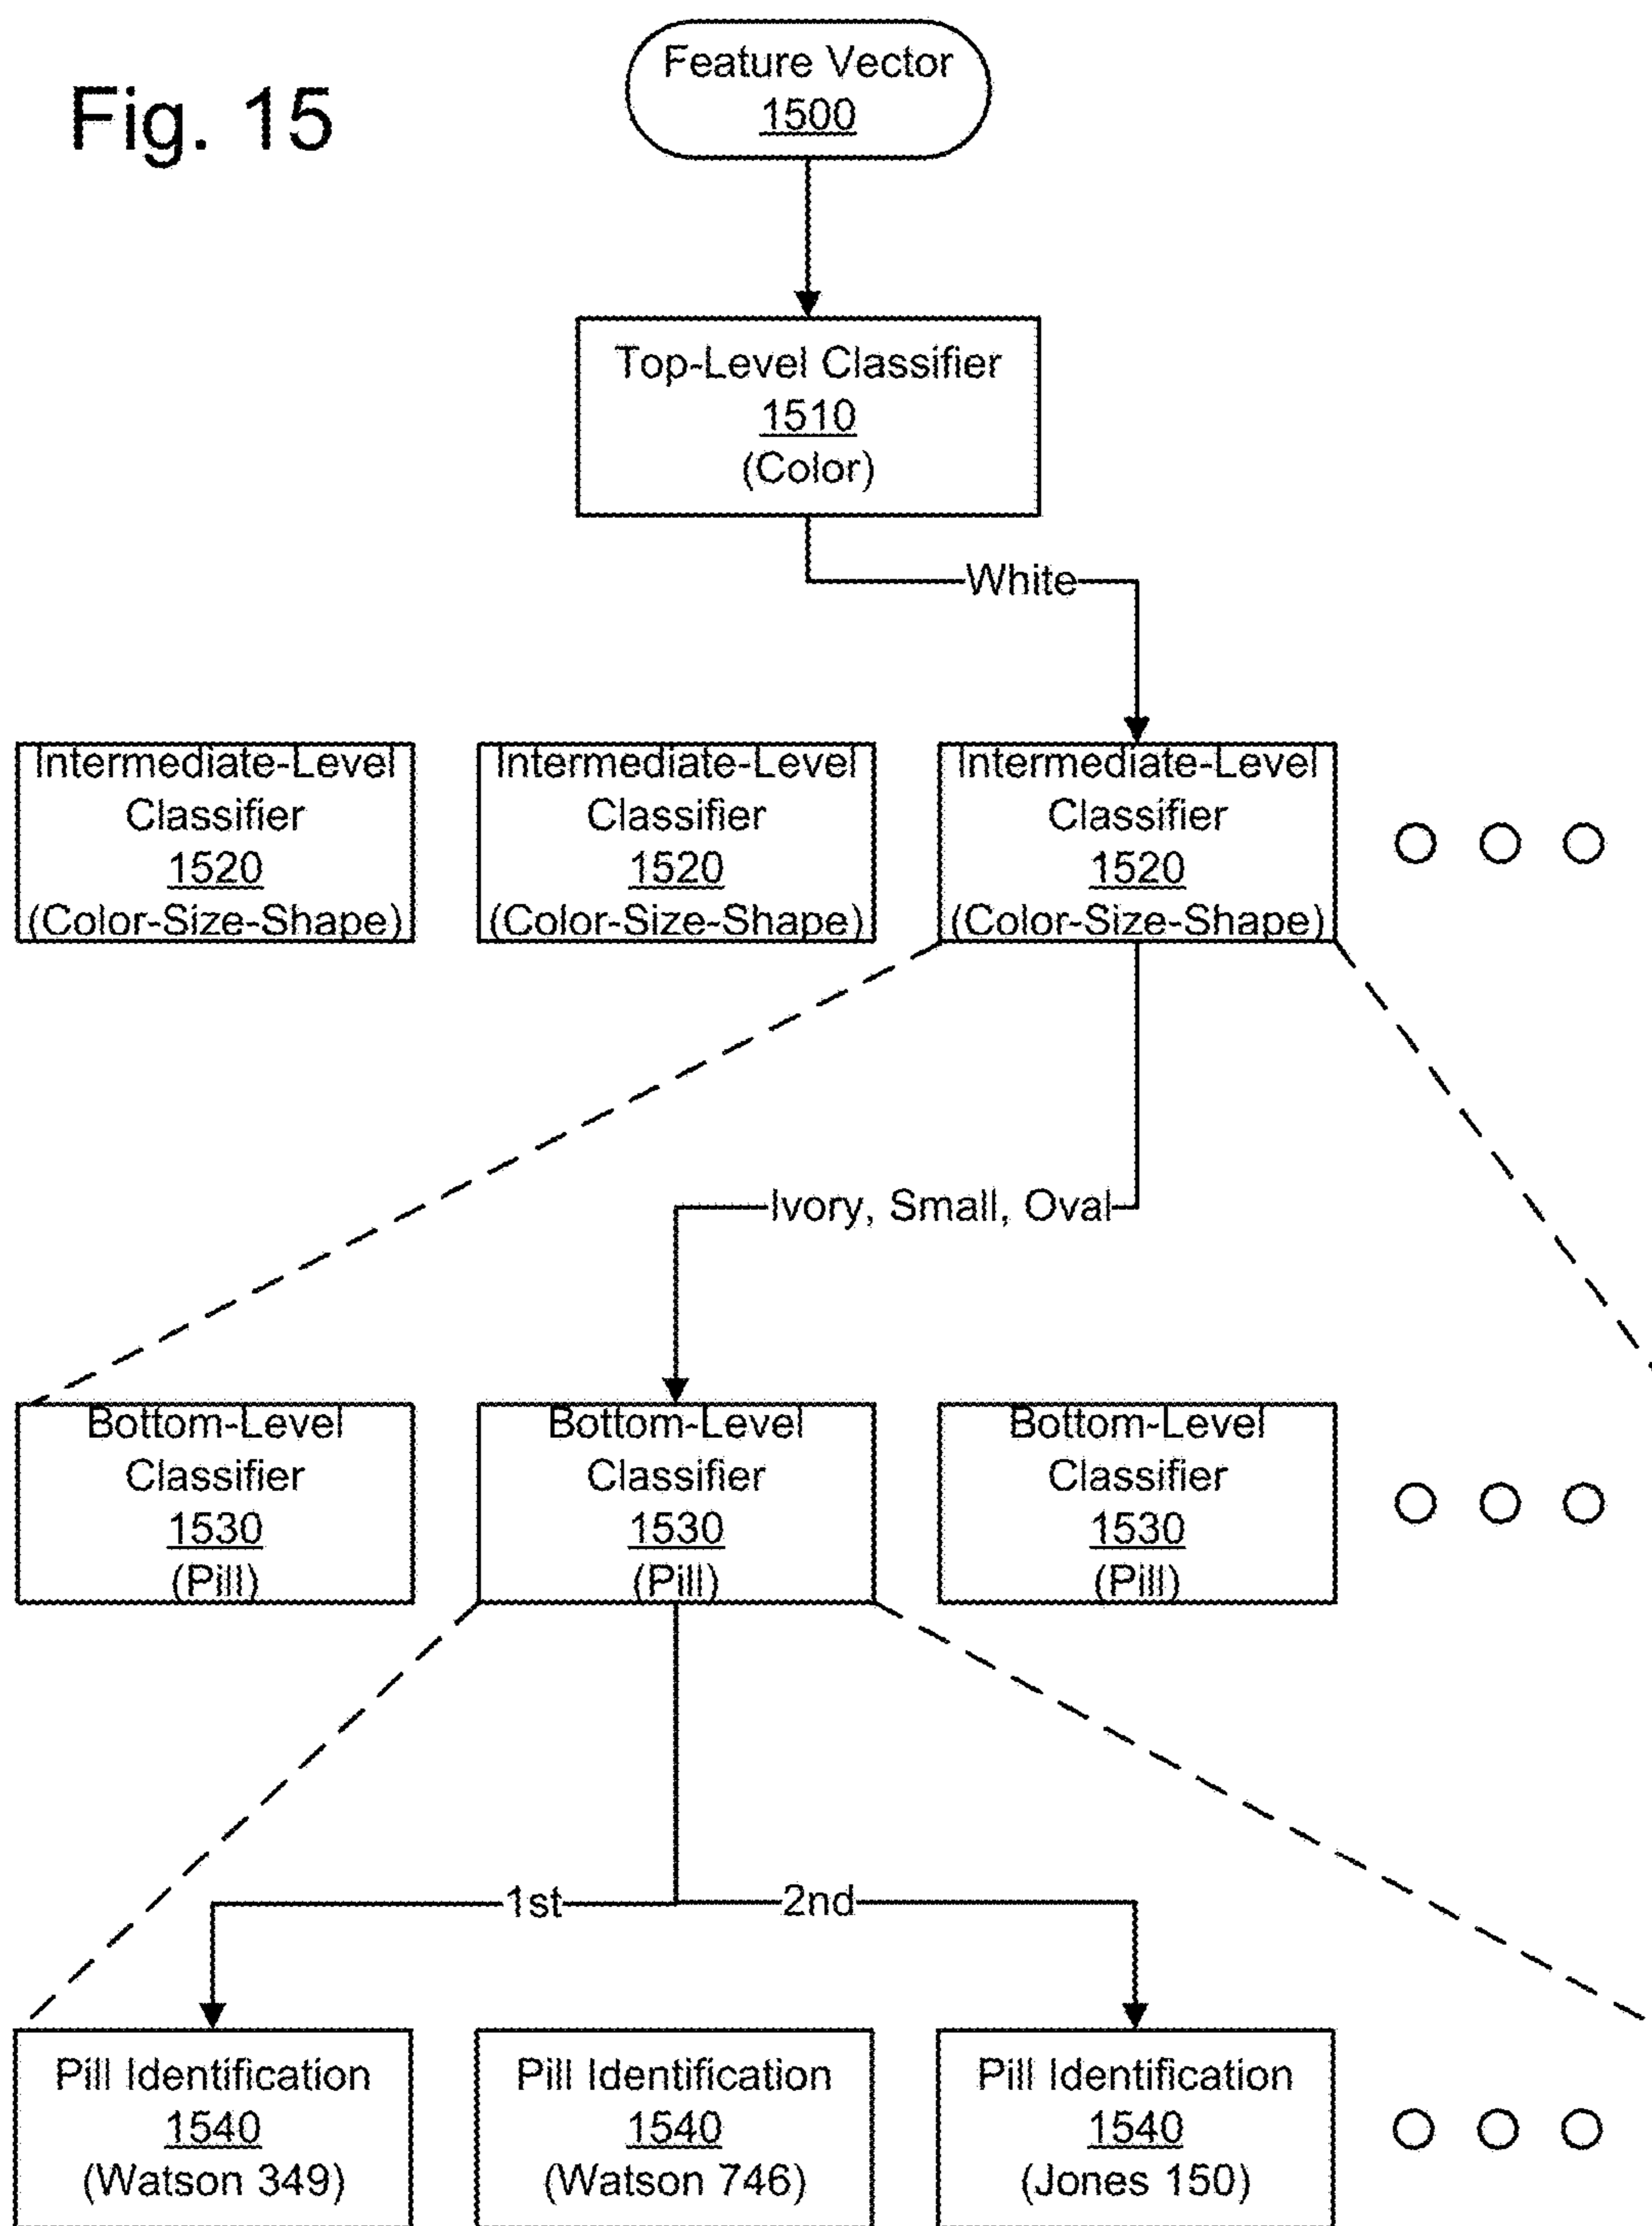 Fig. 15
Feature Vector
1500
Top-Level Classifier
1510
(Color)
White
Intermediate-Level
Classifier
1520
(Color-Size-Shape)
Intermediate-Level
Classifier
1520
(Color-Size-Shape)
Intermediate-Level
Classifier
1520
(Color-Size-Shape)
Ivory, Small, Oval
Bottom-Level
Classifier
1530
(Pill)
Bottom-Level
Classifier
1530
(Pill)
Bottom-Level
Classifier
1530
(Pill)
1st
2nd
Pill Identification
1540
(Watson 349)
Pill Identification
1540
(Watson 746)
Pill Identification
1540
(Jones 150)